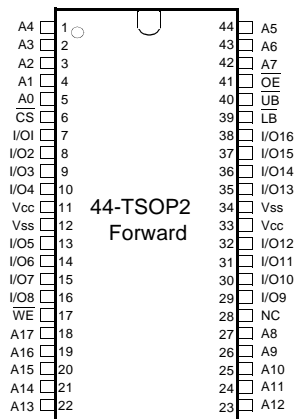 A4 1 44 A5
A3 2 43 A6
A2 3 42 A7
A1 4 41 OE
A0 5 40 UB
CS 6 39 LB
I/OI 7 38 I/O16
I/O2 8 37 I/O15
I/O3 9 36 I/O14
I/O4 10 35 I/O13
Vcc 11 44-TSOP2 34 Vss
Vss 12 Forward 33 Vcc
I/O5 13 32 I/O12
I/O6 14 31 I/O11
I/O7 15 30 I/O10
I/O8 16 29 I/O9
WE 17 28 NC
A17 18 27 A8
A16 19 26 A9
A15 20 25 A10
A14 21 24 A11
A13 22 23 A12